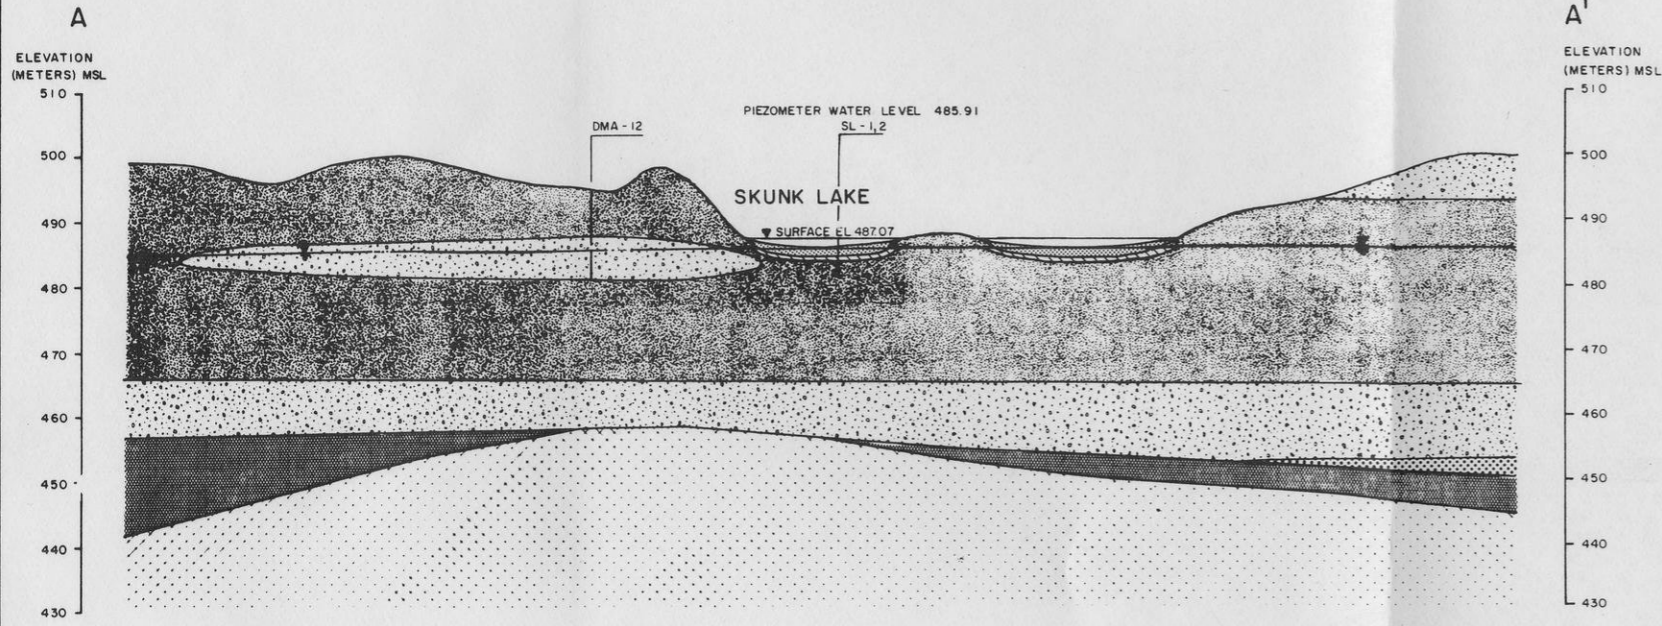 A
A'
ELEVATION
(METERS) MSL
ELEVATION
(METERS) MSL
510
500
490
480
470
460
450
440
430
PIEZOMETER WATER LEVEL 485.91
DMA-12
SL-1,2
SKUNK LAKE
SURFACE EL 487.07
510
500
490
480
470
460
450
440
430